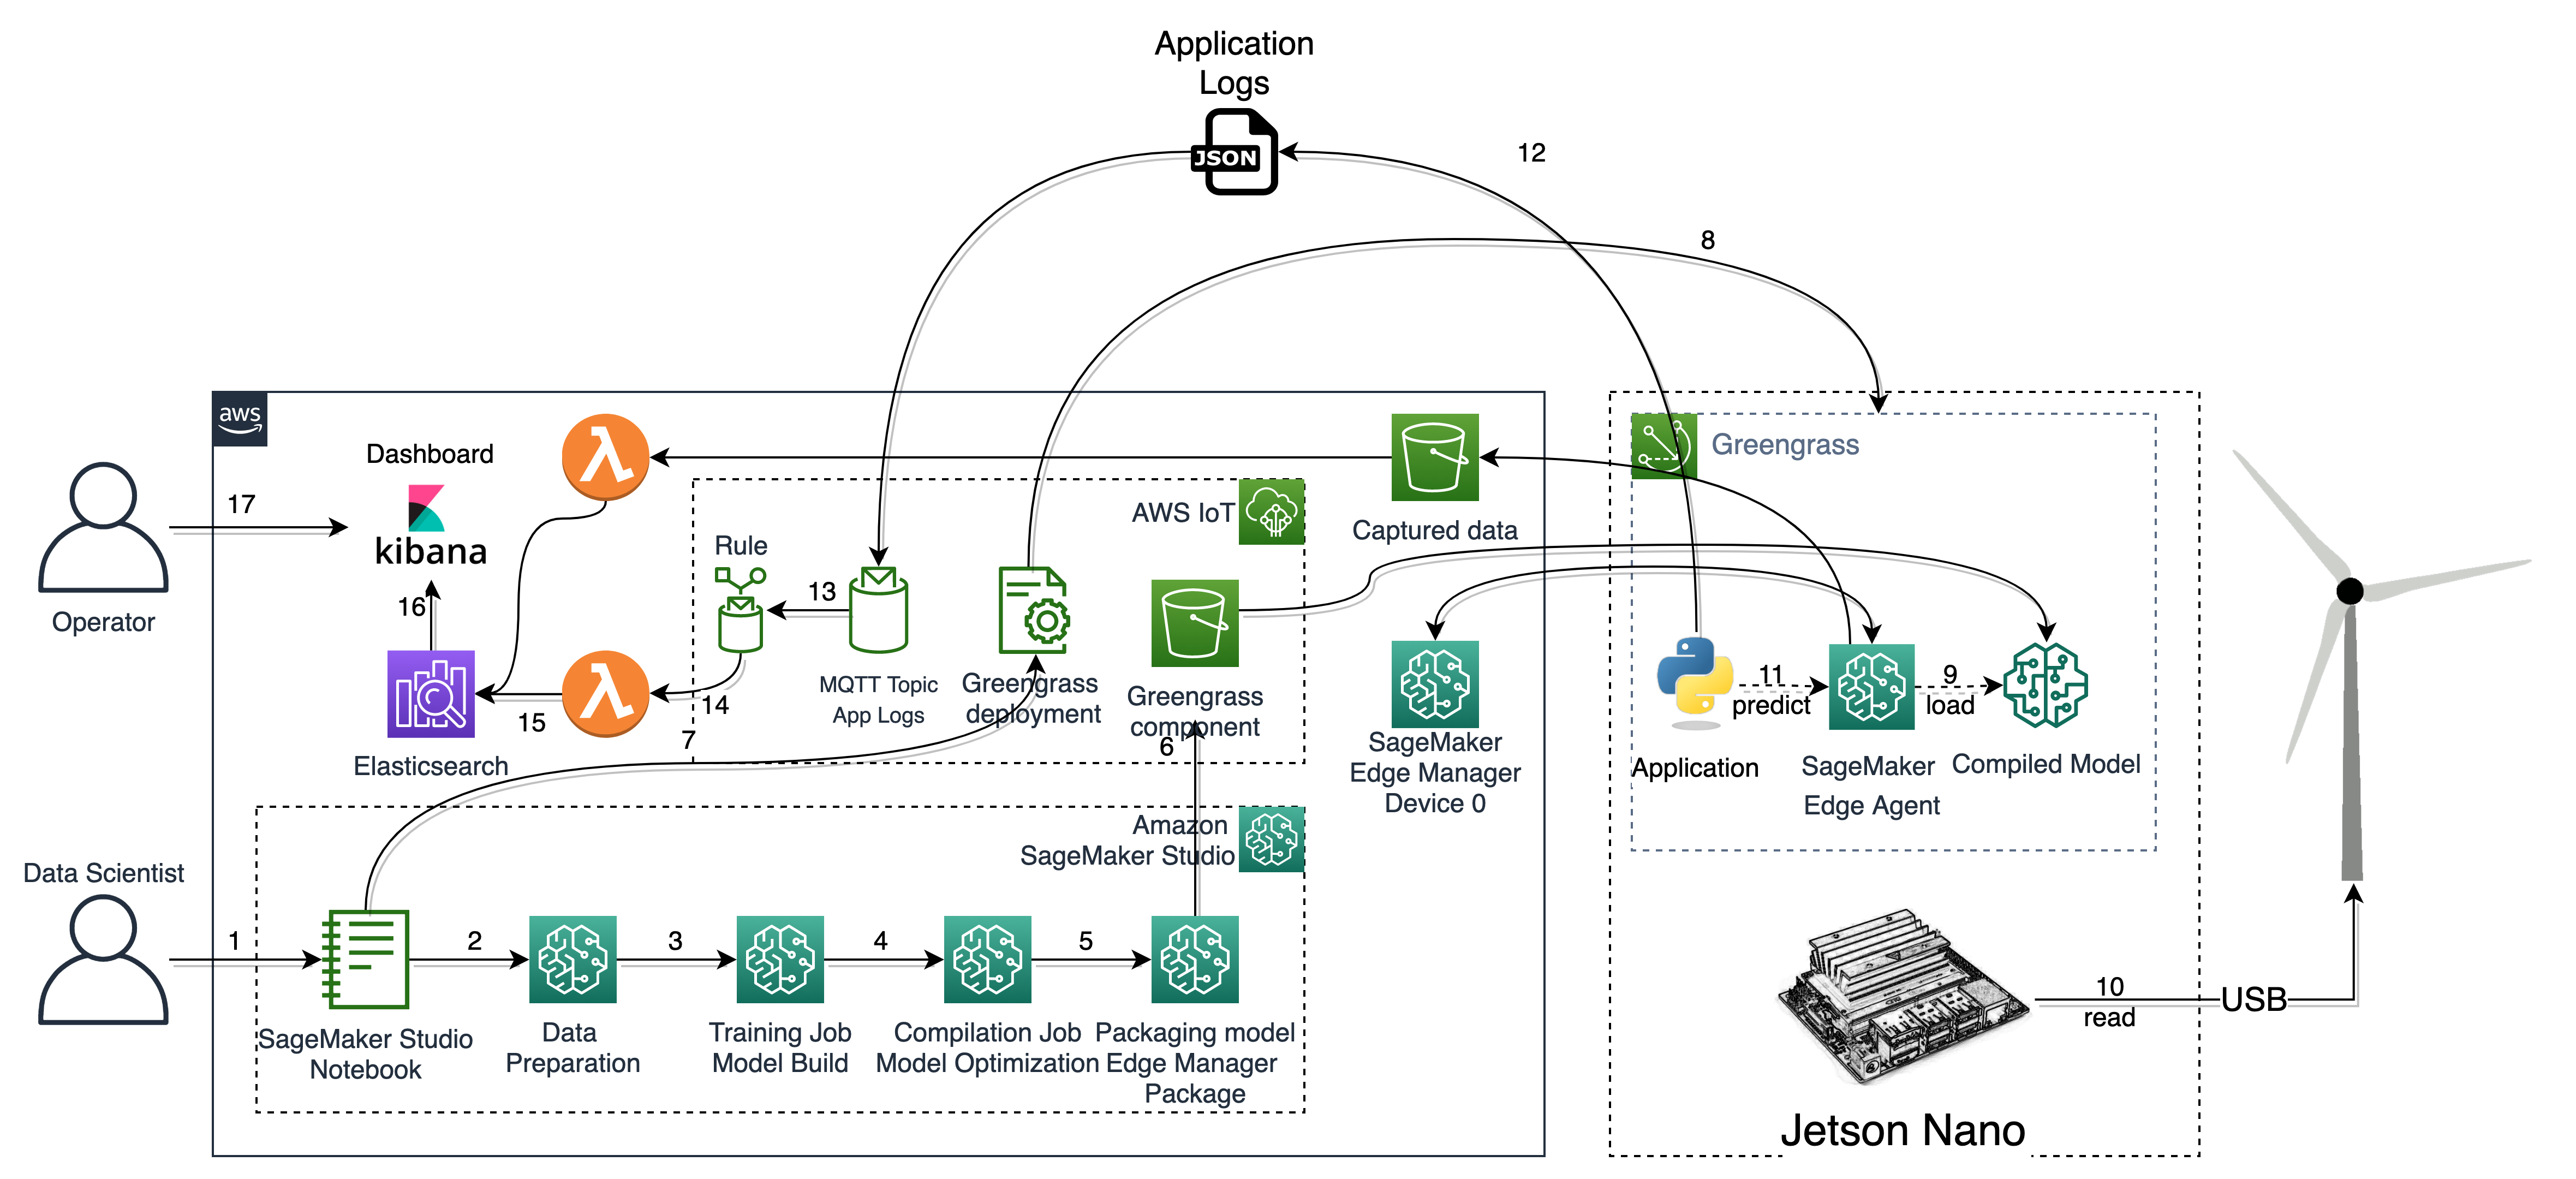 Application
Logs
JSON
12
8
aws
Dashboard
kibana
17
Operator
16
Elasticsearch
15
14
Rule
13
MQTT Topic
App Logs
AWS IoT
Greengrass
deployment
Greengrass
component
7
6
Captured data
SageMaker
Edge Manager
Device 0
Greengrass
11
predict
9
load
Application
SageMaker
Edge Agent
Compiled Model
Amazon
SageMaker Studio
Data Scientist
1
2
3
4
5
SageMaker Studio
Notebook
Data
Preparation
Training Job
Model Build
Compilation Job
Model Optimization
Packaging model
Edge Manager
Package
10
read
USB
Jetson Nano